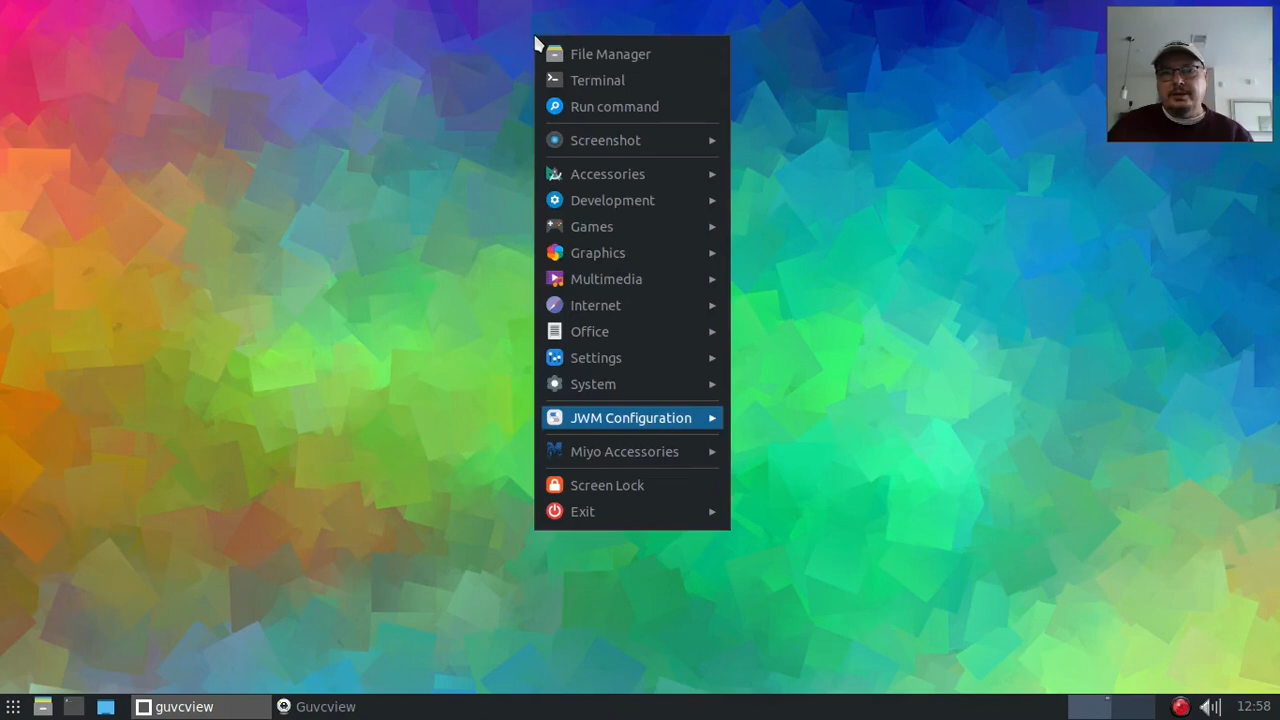 File Manager
Terminal
Run command
Screenshot
Accessories
Development
Games
Graphics
Multimedia
Internet
Office
Settings
System
JWM Configuration
Miyo Accessories
Screen Lock
Exit
guvcview
Guvcview
12:58